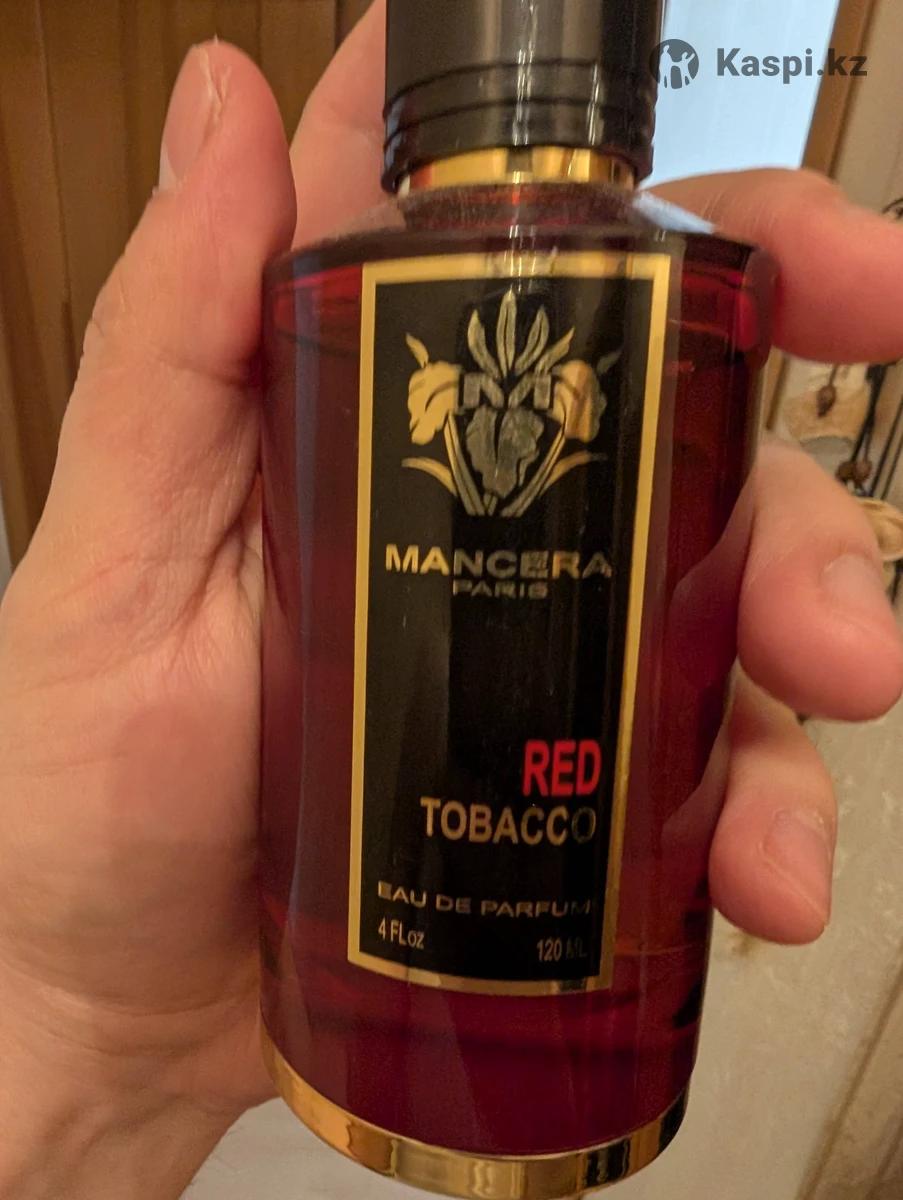 Kaspi.kz
M
MANCERA
PARIS
RED
TOBACCO
EAU DE PARFUM
4 FLoz
120 ML